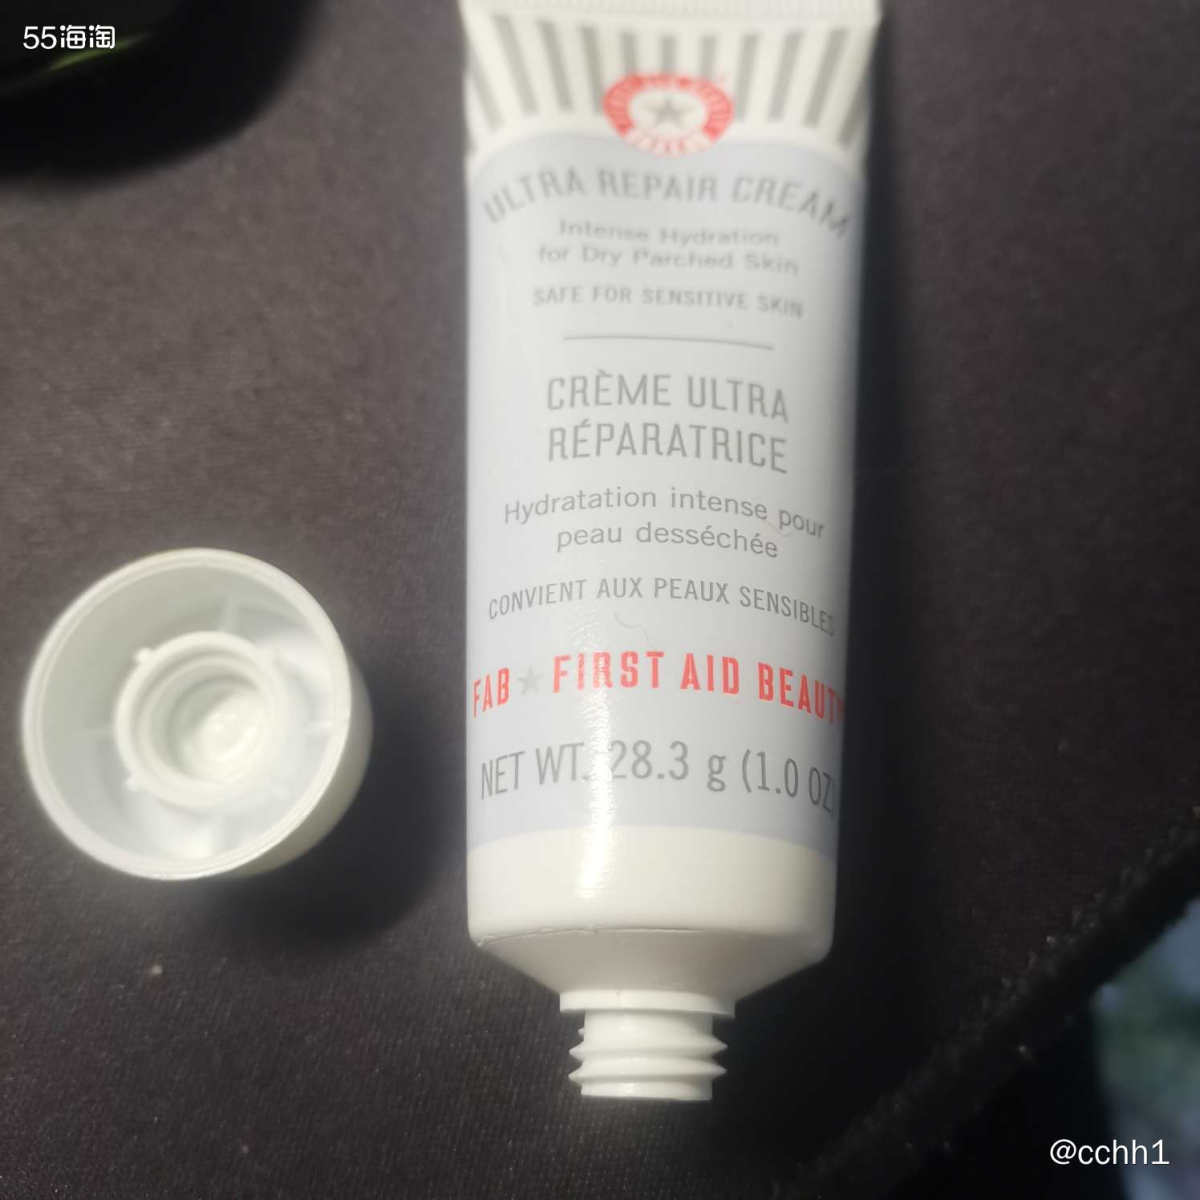 55海淘
ULTRA REPAIR CREAM
Intense Hydration
for Dry Parched Skin
SAFE FOR SENSITIVE SKIN
CRÈME ULTRA
RÉPARATRICE
Hydratation intense pour
peau desséchée
CONVIENT AUX PEAUX SENSIBLES
FAB FIRST AID BEAUTY
NET WT. 28.3 g (1.0 OZ)
@cchh1